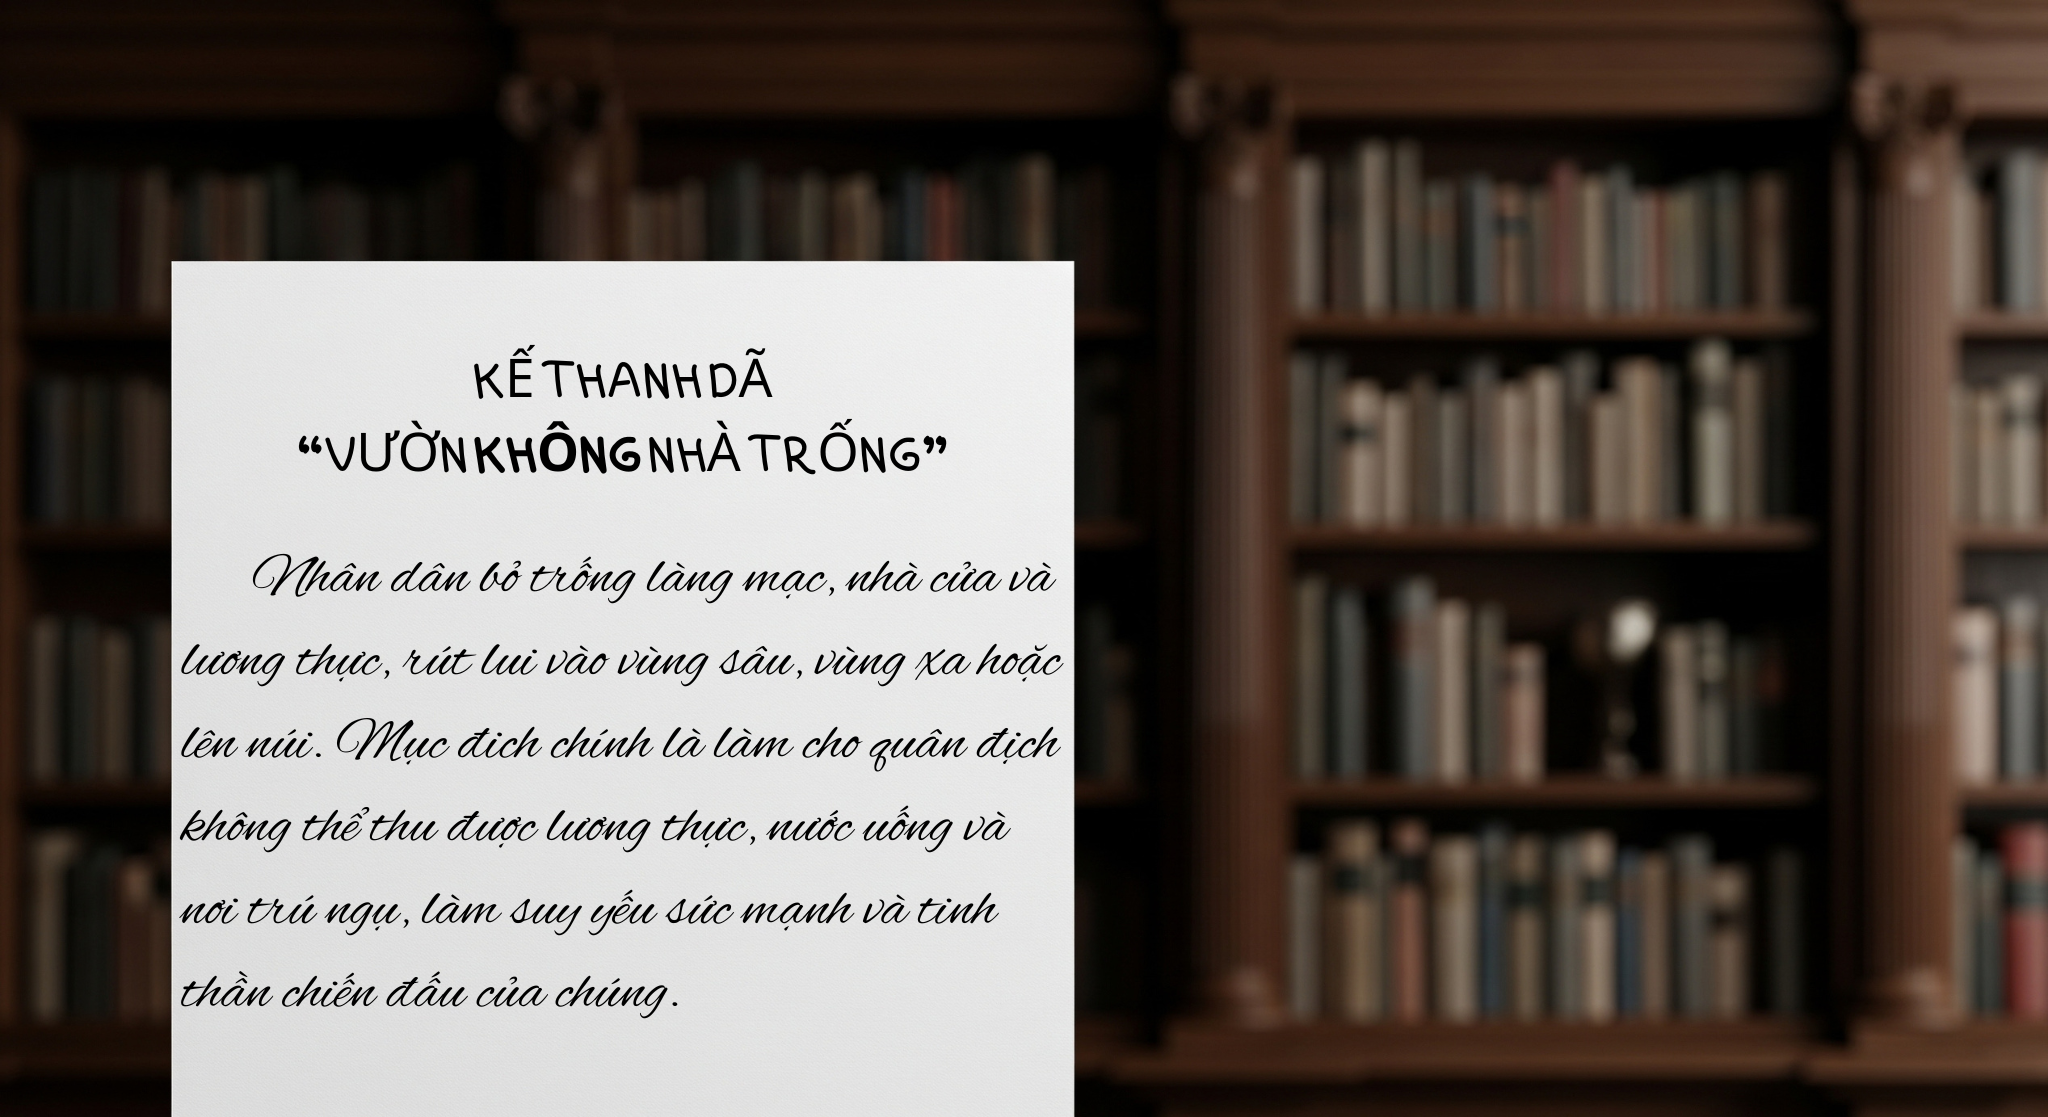 KẾ THANH DÃ
“VƯỜN KHÔNG NHÀ TRỐNG”
Nhân dân bỏ trống làng mạc, nhà cửa và
lương thực, rút lui vào vùng sâu, vùng xa hoặc
lên núi. Mục đich chính là làm cho quân địch
không thể thu được lương thực, nước uống và
nơi trú ngụ, làm suy yếu sức mạnh và tinh
thần chiến đấu của chúng.